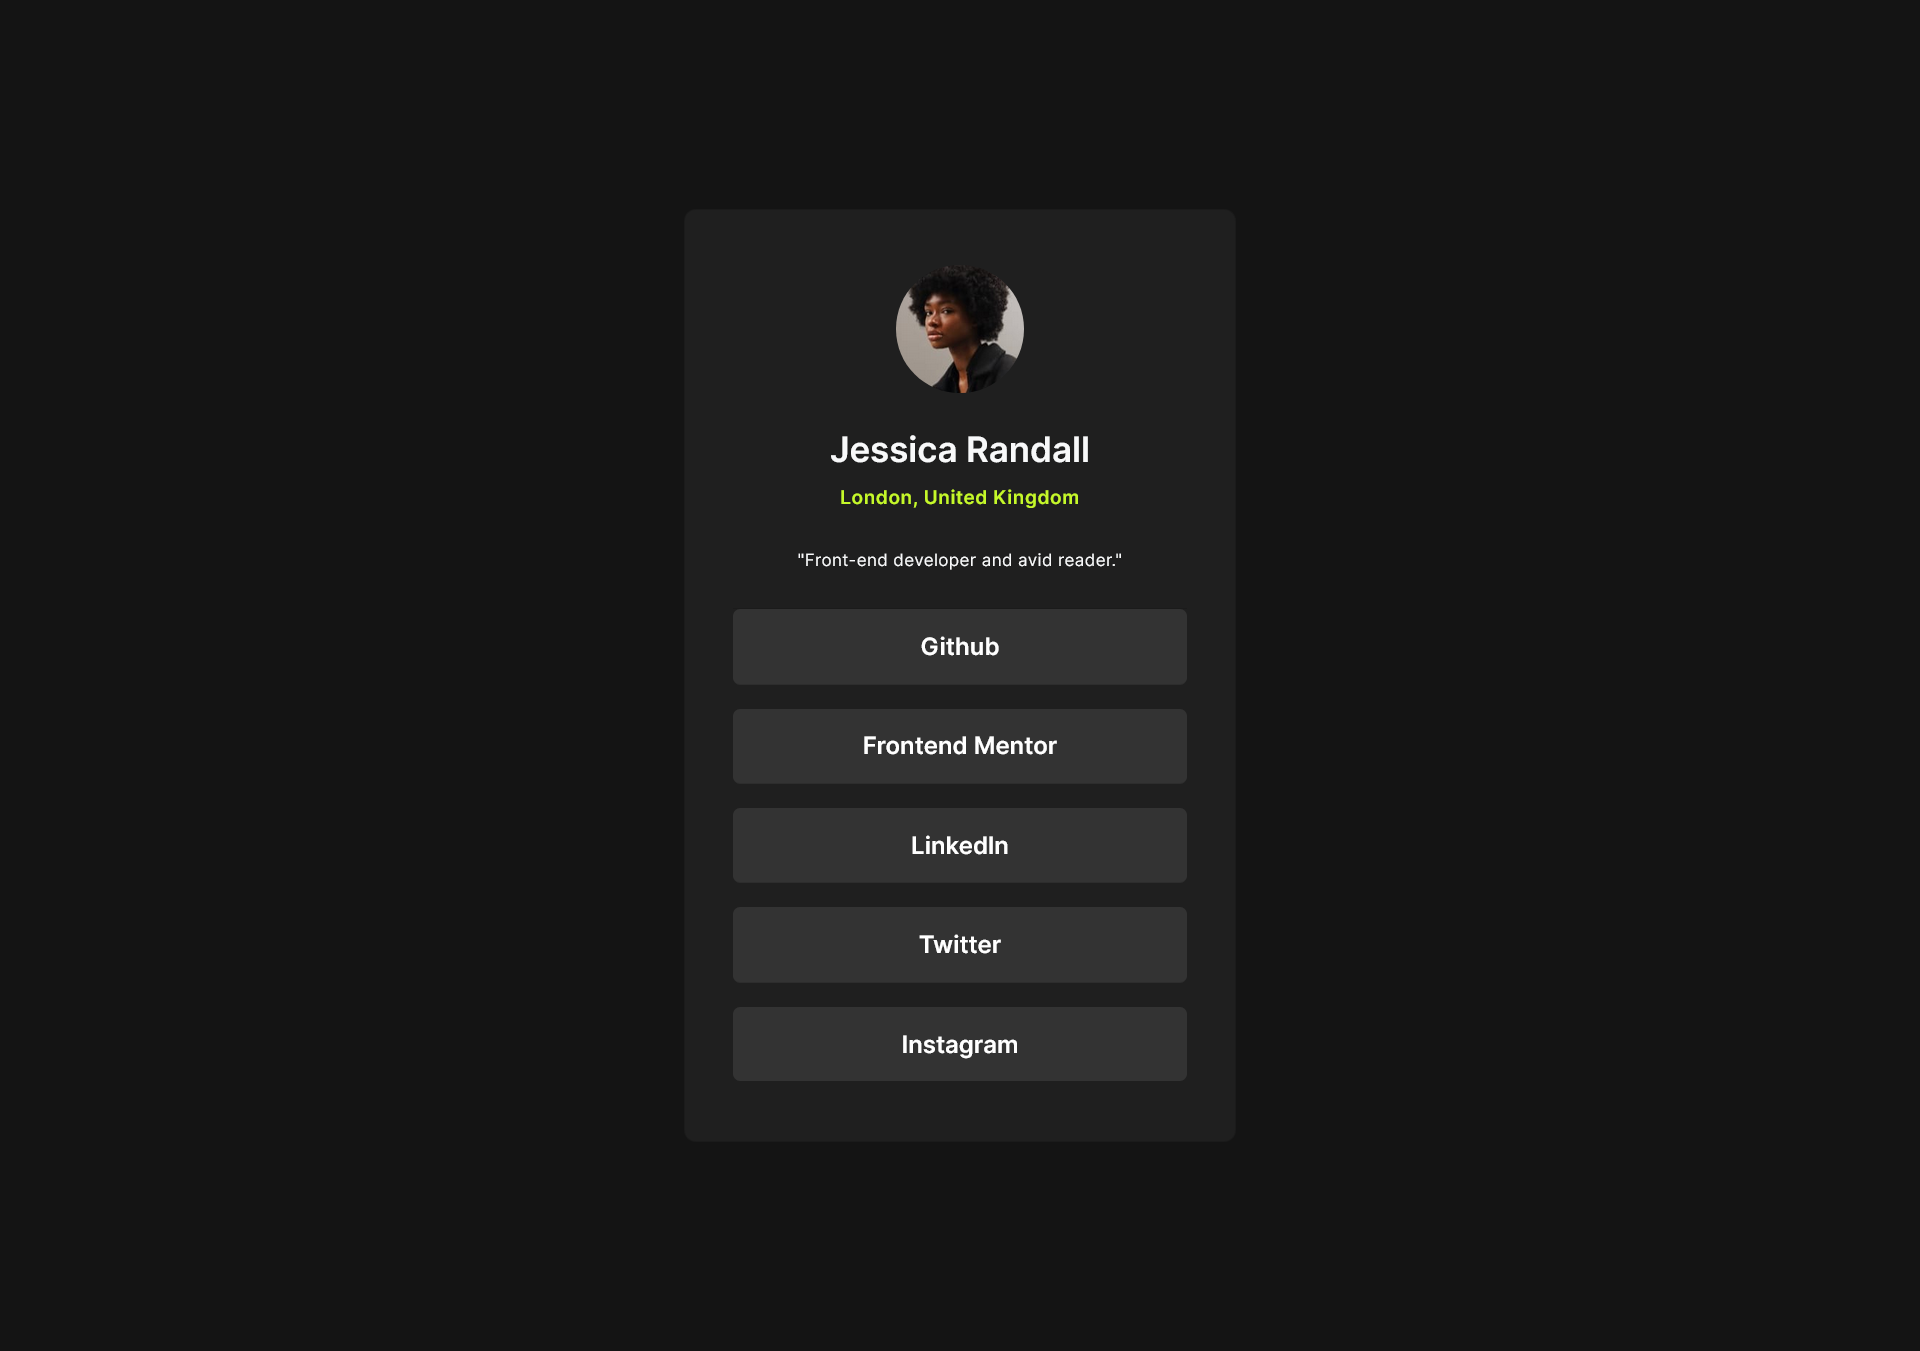 Jessica Randall
London, United Kingdom
"Front-end developer and avid reader."
Github
Frontend Mentor
LinkedIn
Twitter
Instagram